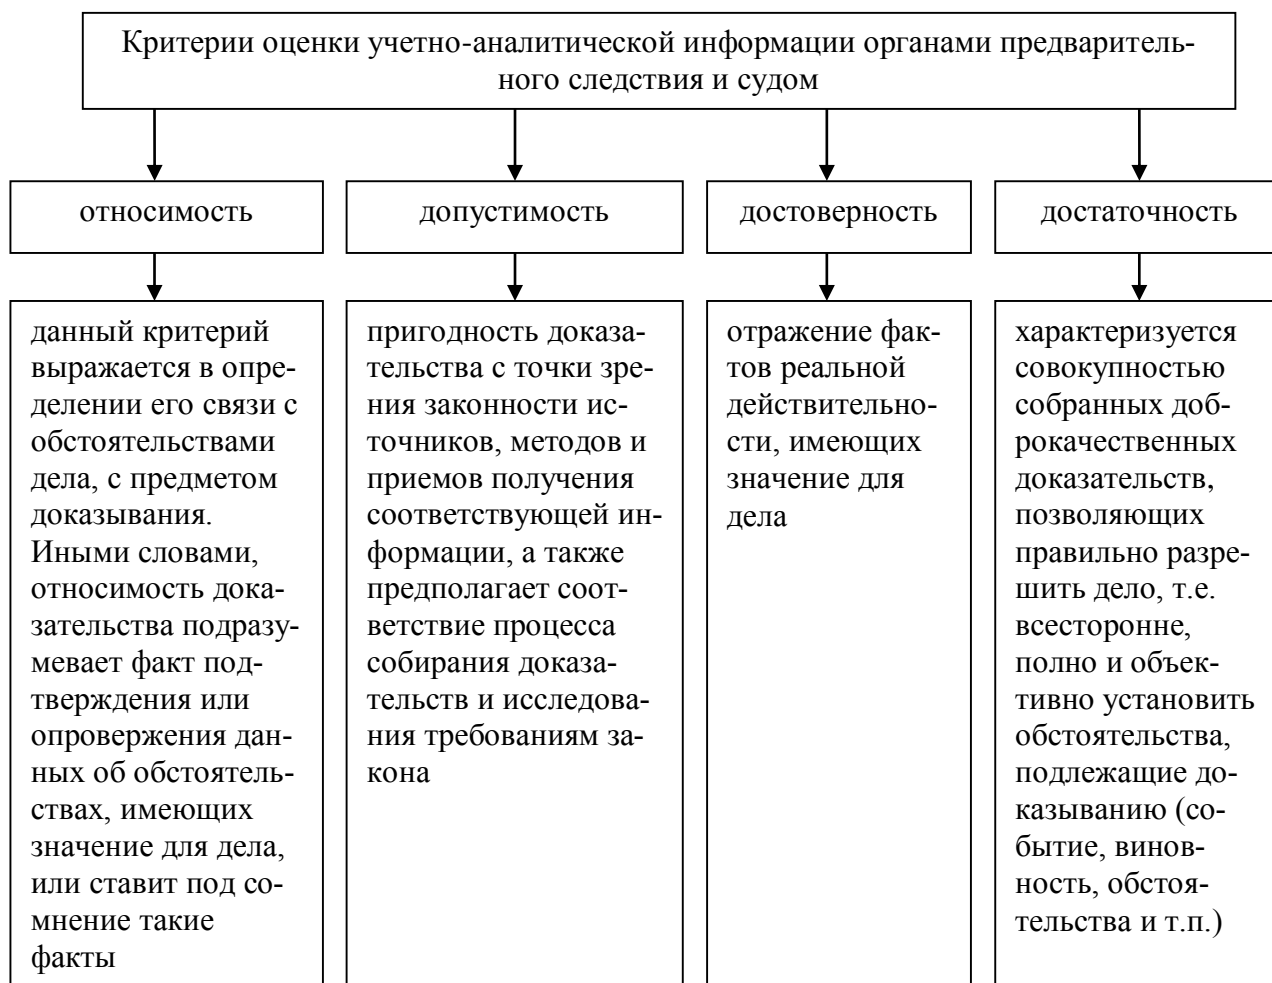 Критерии оценки учетно-аналитической информации органами предваритель-
ного следствия и судом
относимость
допустимость
достоверность
достаточность
данный критерий
выражается в опре-
делении его связи с
обстоятельствами
дела, с предметом
доказывания.
Иными словами,
относимость дока-
зательства подразу-
мевает факт под-
тверждения или
опровержения дан-
ных об обстоятель-
ствах, имеющих
значение для дела,
или ставит под со-
мнение такие
факты
пригодность доказа-
тельства с точки зре-
ния законности ис-
точников, методов и
приемов получения
соответствующей ин-
формации, а также
предполагает соот-
ветствие процесса
собирания доказа-
тельств и исследова-
ния требованиям за-
кона
отражение фак-
тов реальной
действительно-
сти, имеющих
значение для
дела
характеризуется
совокупностью
собранных доб-
рокачественных
доказательств,
позволяющих
правильно разре-
шить дело, т.е.
всесторонне,
полно и объек-
тивно установить
обстоятельства,
подлежащие до-
казыванию (со-
бытие, винов-
ность, обстоя-
тельства и т.п.)